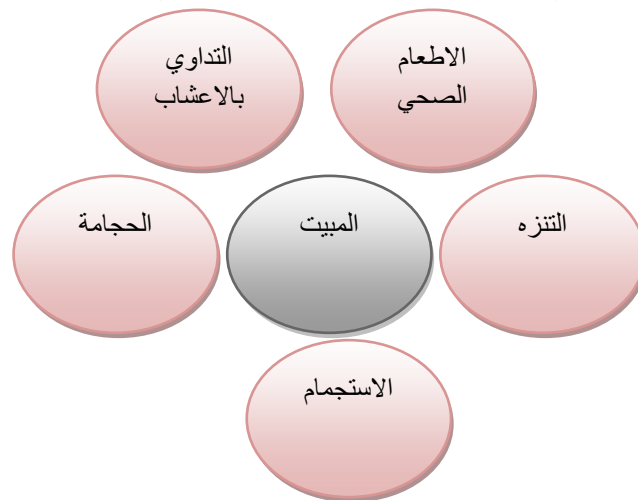 الاطعام
الصحي
التداوي
بالاعشاب
التنزه
المبيت
الحجامة
الاستجمام